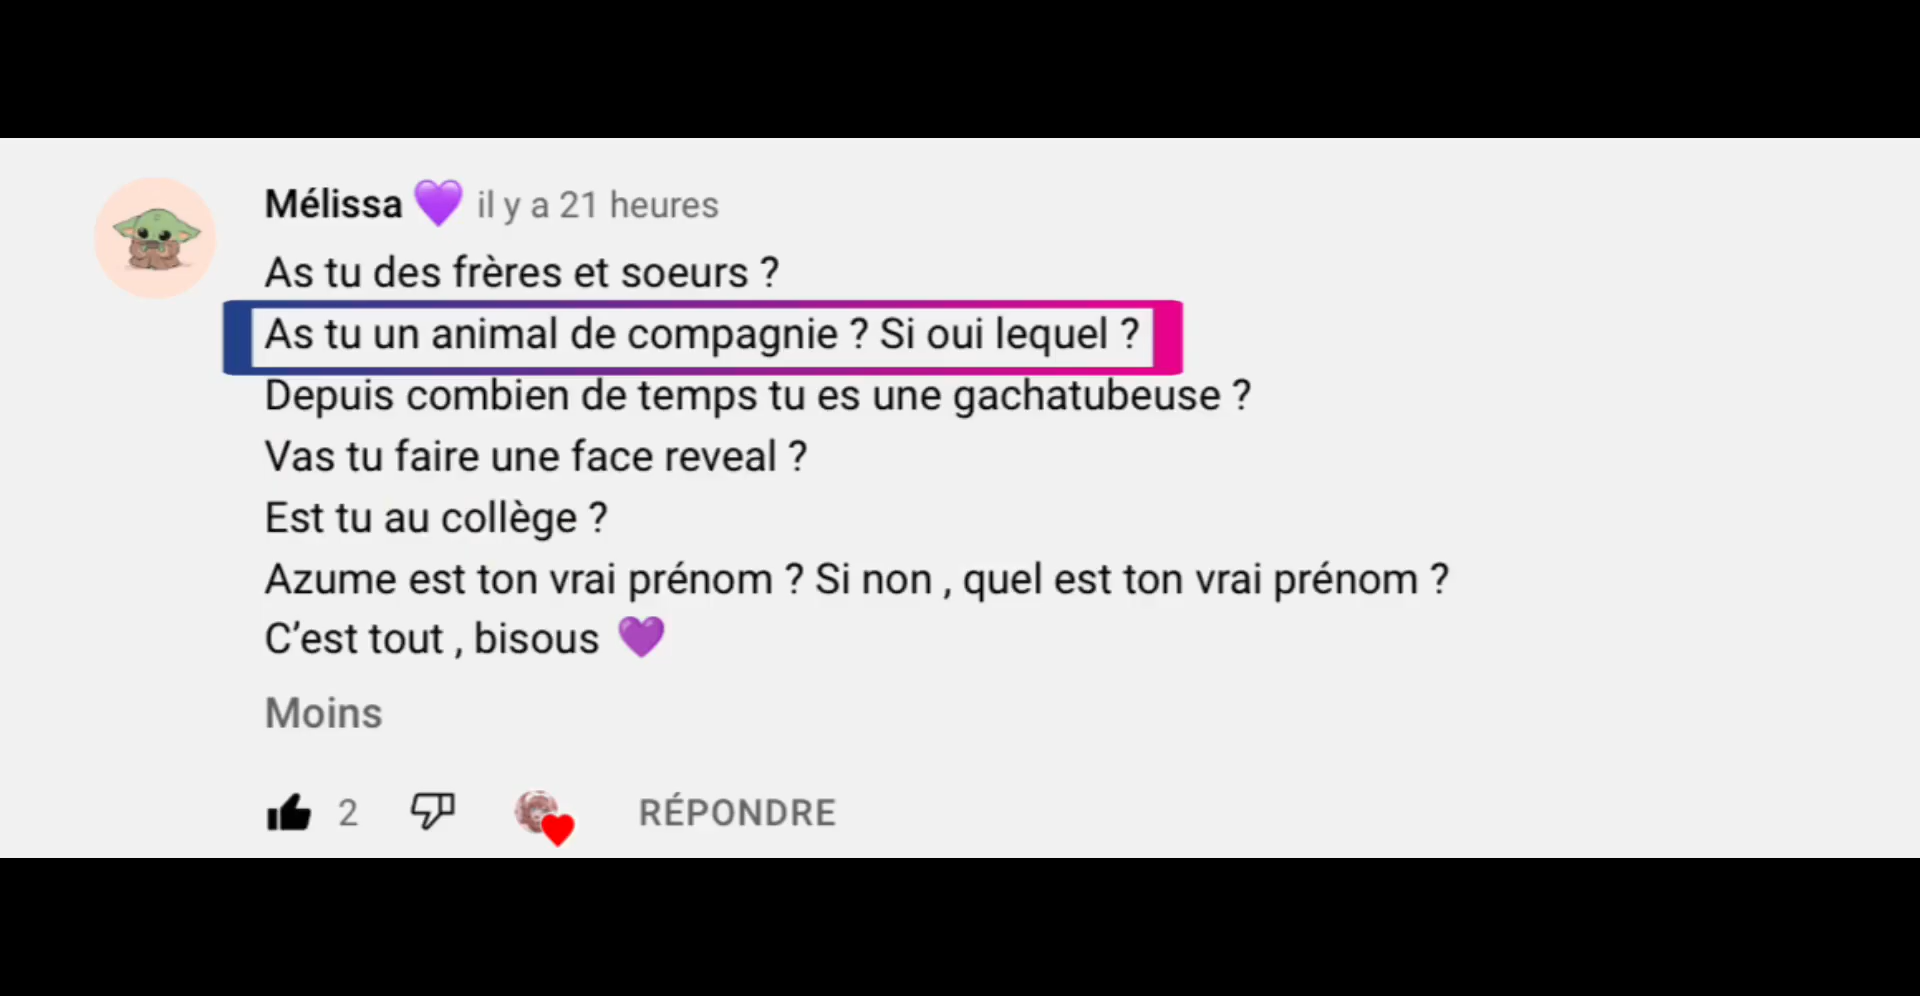 Mélissa 💜 il y a 21 heures
As tu des frères et soeurs ?
As tu un animal de compagnie ? Si oui lequel ?
Depuis combien de temps tu es une gachatubeuse ?
Vas tu faire une face reveal ?
Est tu au collège ?
Azume est ton vrai prénom ? Si non , quel est ton vrai prénom ?
C’est tout , bisous 💜
Moins
2 RÉPONDRE